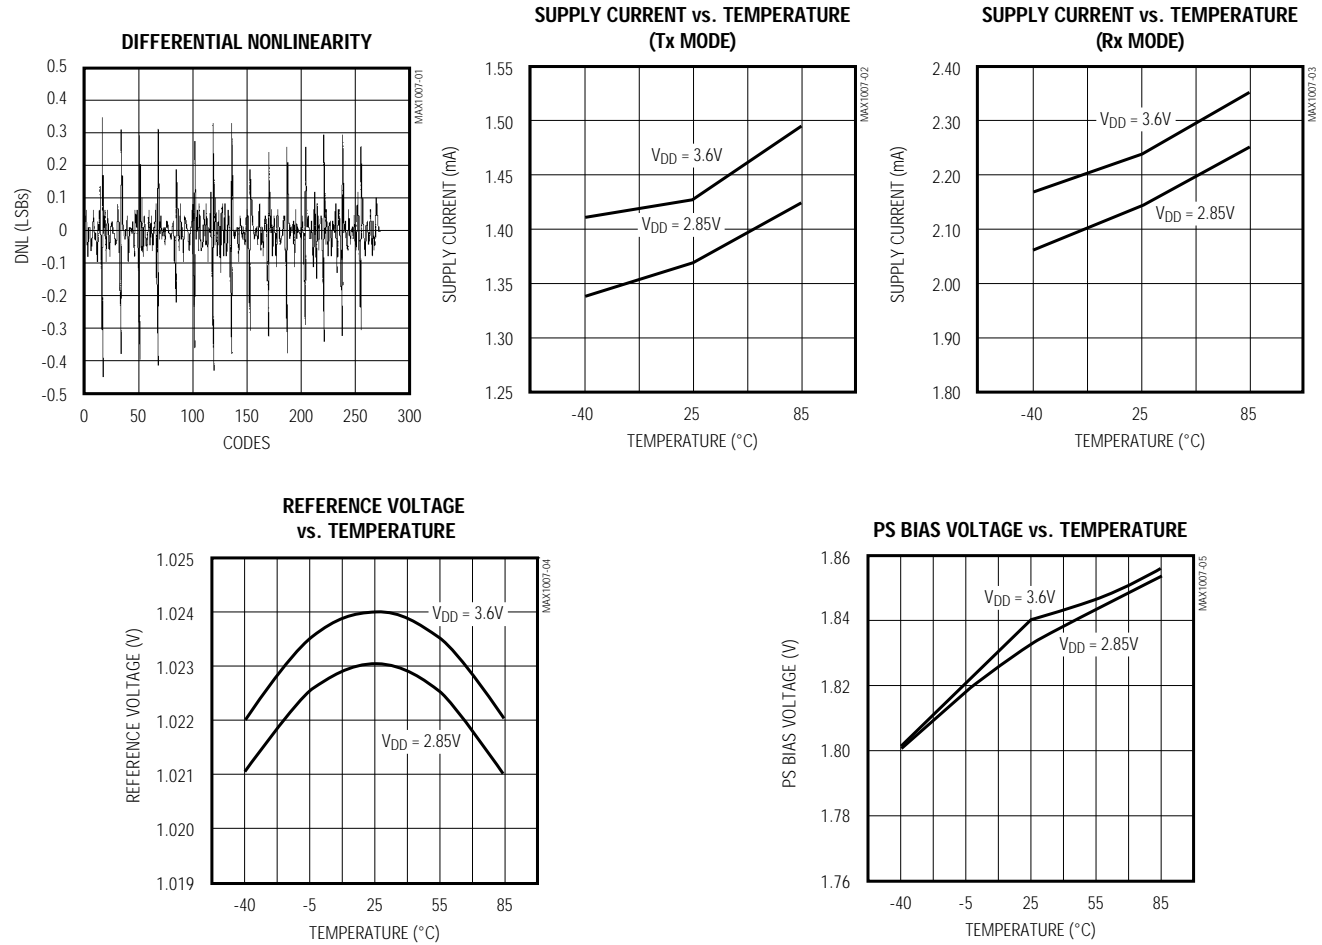 DIFFERENTIAL NONLINEARITY
0.5
0.4
0.3
0.2
0.1
0
-0.1
-0.2
-0.3
-0.4
-0.5
DNL (LSBs)
0 50 100 150 200 250 300
CODES
MAX1007-01
SUPPLY CURRENT vs. TEMPERATURE
(Tx MODE)
1.55
1.50
1.45
1.40
1.35
1.30
1.25
SUPPLY CURRENT (mA)
VDD = 3.6V
VDD = 2.85V
-40 25 85
TEMPERATURE (°C)
MAX1007-02
SUPPLY CURRENT vs. TEMPERATURE
(Rx MODE)
2.40
2.30
2.20
2.10
2.00
1.90
1.80
SUPPLY CURRENT (mA)
VDD = 3.6V
VDD = 2.85V
-40 25 85
TEMPERATURE (°C)
MAX1007-03
REFERENCE VOLTAGE
vs. TEMPERATURE
1.025
1.024
1.023
1.022
1.021
1.020
1.019
REFERENCE VOLTAGE (V)
VDD = 3.6V
VDD = 2.85V
-40 -5 25 55 85
TEMPERATURE (°C)
MAX1007-04
PS BIAS VOLTAGE vs. TEMPERATURE
1.86
1.84
1.82
1.80
1.78
1.76
PS BIAS VOLTAGE (V)
VDD = 3.6V
VDD = 2.85V
-40 -5 25 55 85
TEMPERATURE (°C)
MAX1007-05